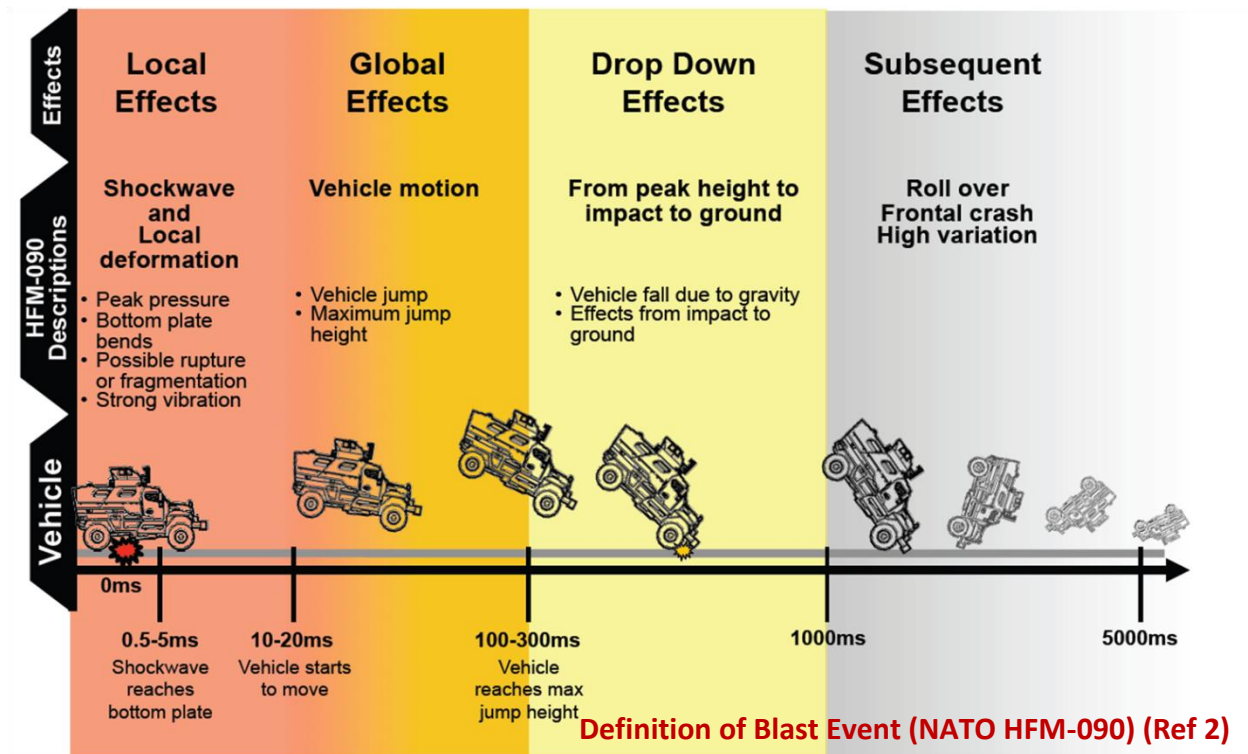 Effects
Local
Effects
Global
Effects
Drop Down
Effects
Subsequent
Effects
HFM-090
Descriptions
Shockwave
and
Local
deformation
• Peak pressure
• Bottom plate
bends
• Possible rupture
or fragmentation
• Strong vibration
Vehicle motion
• Vehicle jump
• Maximum jump
height
From peak height to
impact to ground
• Vehicle fall due to gravity
• Effects from impact to
ground
Roll over
Frontal crash
High variation
Vehicle
0ms
0.5-5ms
Shockwave
reaches
bottom plate
10-20ms
Vehicle starts
to move
100-300ms
Vehicle
reaches max
jump height
1000ms
5000ms
Definition of Blast Event (NATO HFM-090) (Ref 2)